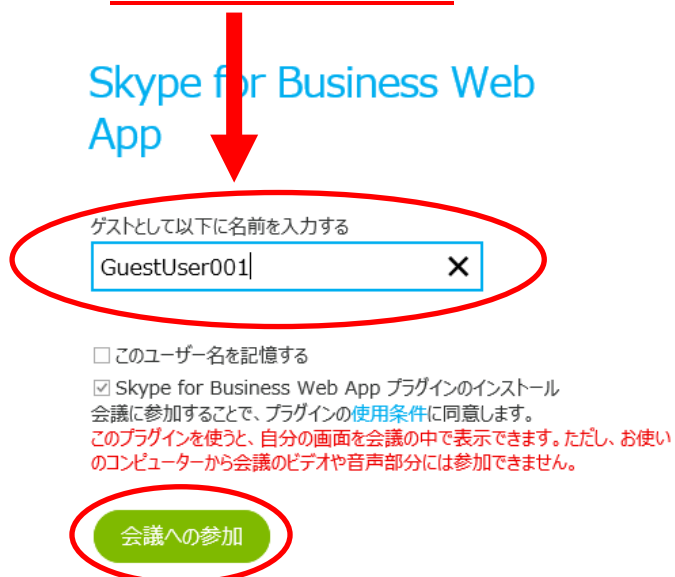 Skype for Business Web
App
ゲストとして以下に名前を入力する
GuestUser001
このユーザー名を記憶する
Skype for Business Web App プラグインのインストール
会議に参加することで、プラグインの使用条件に同意します。
このプラグインを使うと、自分の画面を会議の中で表示できます。ただし、お使い
のコンピューターから会議のビデオや音声部分には参加できません。
会議への参加